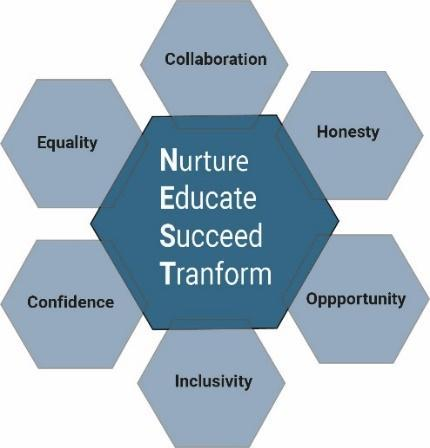 Collaboration
Honesty
Equality
Nurture
Educate
Succeed
Tranform
Confidence
Oppportunity
Inclusivity